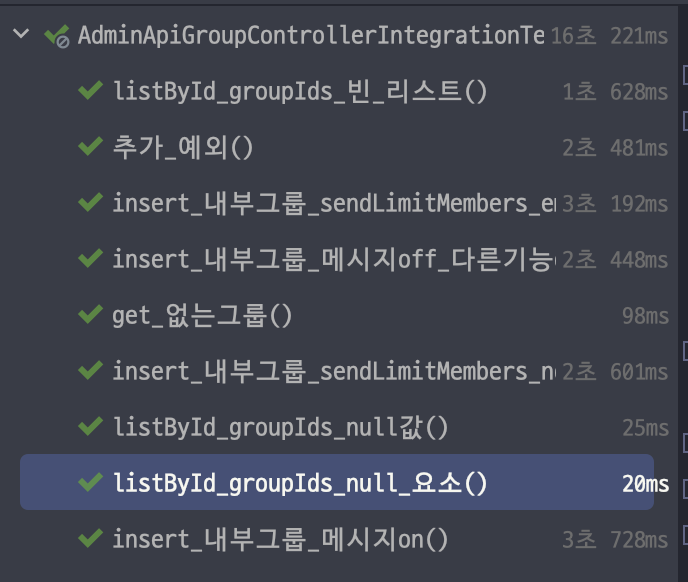 AdminApiGroupControllerIntegrationTe 16초 221ms
listById_groupIds_빈_리스트() 1초 628ms
추가_예외() 2초 481ms
insert_내부그룹_sendLimitMembers_e 3초 192ms
insert_내부그룹_메시지off_다른기능 2초 448ms
get_없는그룹() 98ms
insert_내부그룹_sendLimitMembers_n 2초 601ms
listById_groupIds_null값() 25ms
listById_groupIds_null_요소() 20ms
insert_내부그룹_메시지on() 3초 728ms